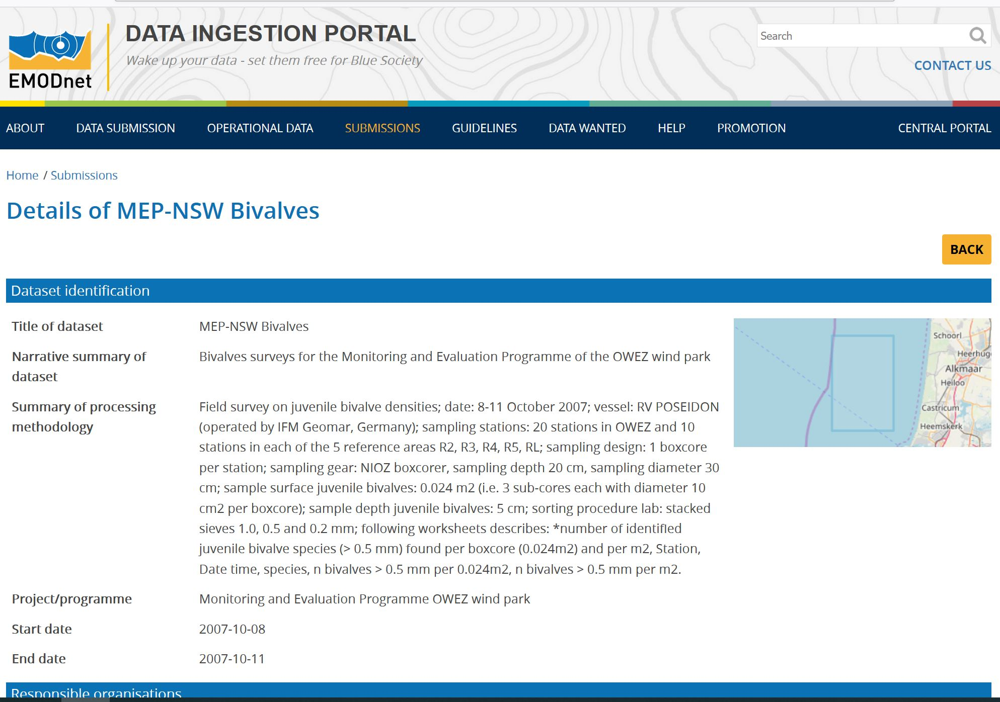 DATA INGESTION PORTAL
Wake up your data - set them free for Blue Society
EMODnet
Search
CONTACT US
ABOUT DATA SUBMISSION OPERATIONAL DATA SUBMISSIONS GUIDELINES DATA WANTED HELP PROMOTION CENTRAL PORTAL
Home / Submissions
Details of MEP-NSW Bivalves
BACK
Dataset identification
Title of dataset
MEP-NSW Bivalves
Narrative summary of
dataset
Bivalves surveys for the Monitoring and Evaluation Programme of the OWEZ wind park
Summary of processing
methodology
Field survey on juvenile bivalve densities; date: 8-11 October 2007; vessel: RV POSEIDON
(operated by IFM Geomar, Germany); sampling stations: 20 stations in OWEZ and 10
stations in each of the 5 reference areas R2, R3, R4, R5, RL; sampling design: 1 boxcore
per station; sampling gear: NIOZ boxcorer, sampling depth 20 cm, sampling diameter 30
cm; sample surface juvenile bivalves: 0.024 m2 (i.e. 3 sub-cores each with diameter 10
cm2 per boxcore); sample depth juvenile bivalves: 5 cm; sorting procedure lab: stacked
sieves 1.0, 0.5 and 0.2 mm; following worksheets describes: *number of identified
juvenile bivalve species (> 0.5 mm) found per boxcore (0.024m2) and per m2, Station,
Date time, species, n bivalves > 0.5 mm per 0.024m2, n bivalves > 0.5 mm per m2.
Project/programme
Monitoring and Evaluation Programme OWEZ wind park
Start date
2007-10-08
End date
2007-10-11
Schoorl
Heerhug
Alkmaar
Heiloo
Castricum
Heemskerk
Responsible organisations